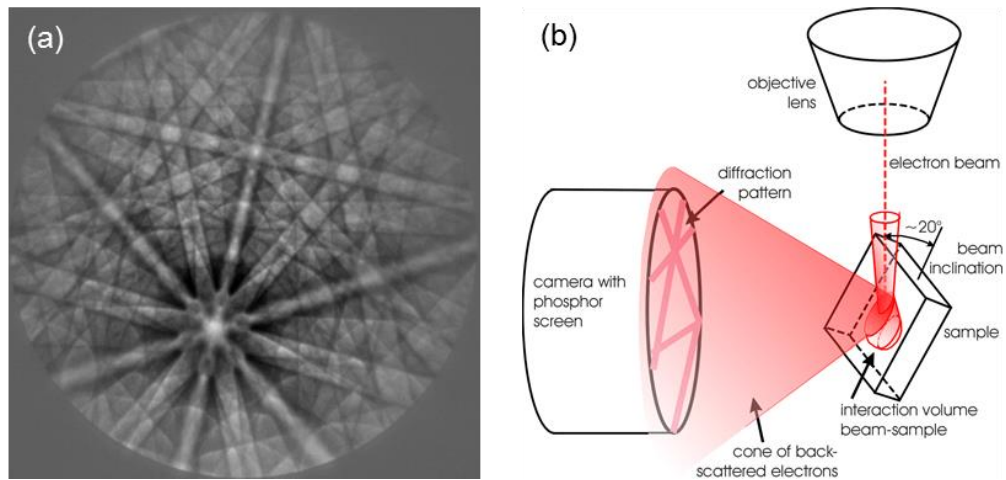 (a)
(b)
objective
lens
electron beam
diffraction
pattern
~20°
beam
inclination
camera with
phosphor
screen
sample
interaction volume
beam-sample
cone of back-
scattered electrons